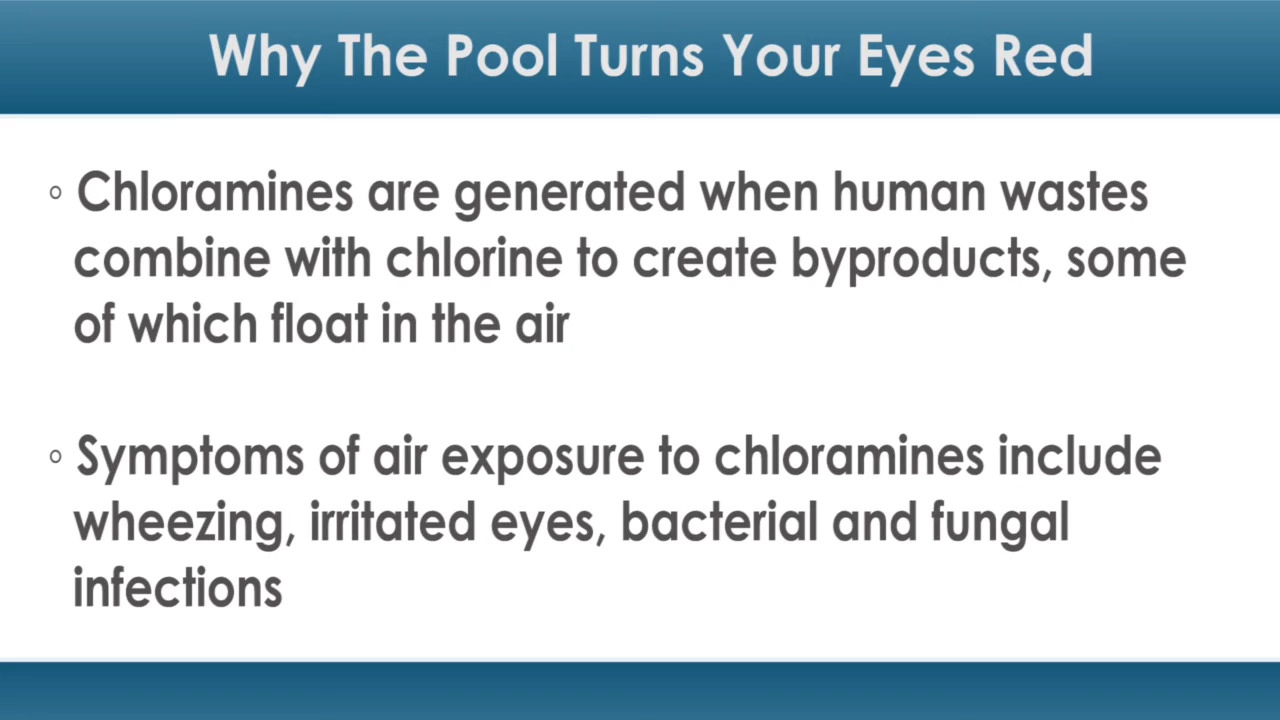 Why The Pool Turns Your Eyes Red
◦ Chloramines are generated when human wastes
combine with chlorine to create byproducts, some
of which float in the air
◦ Symptoms of air exposure to chloramines include
wheezing, irritated eyes, bacterial and fungal
infections